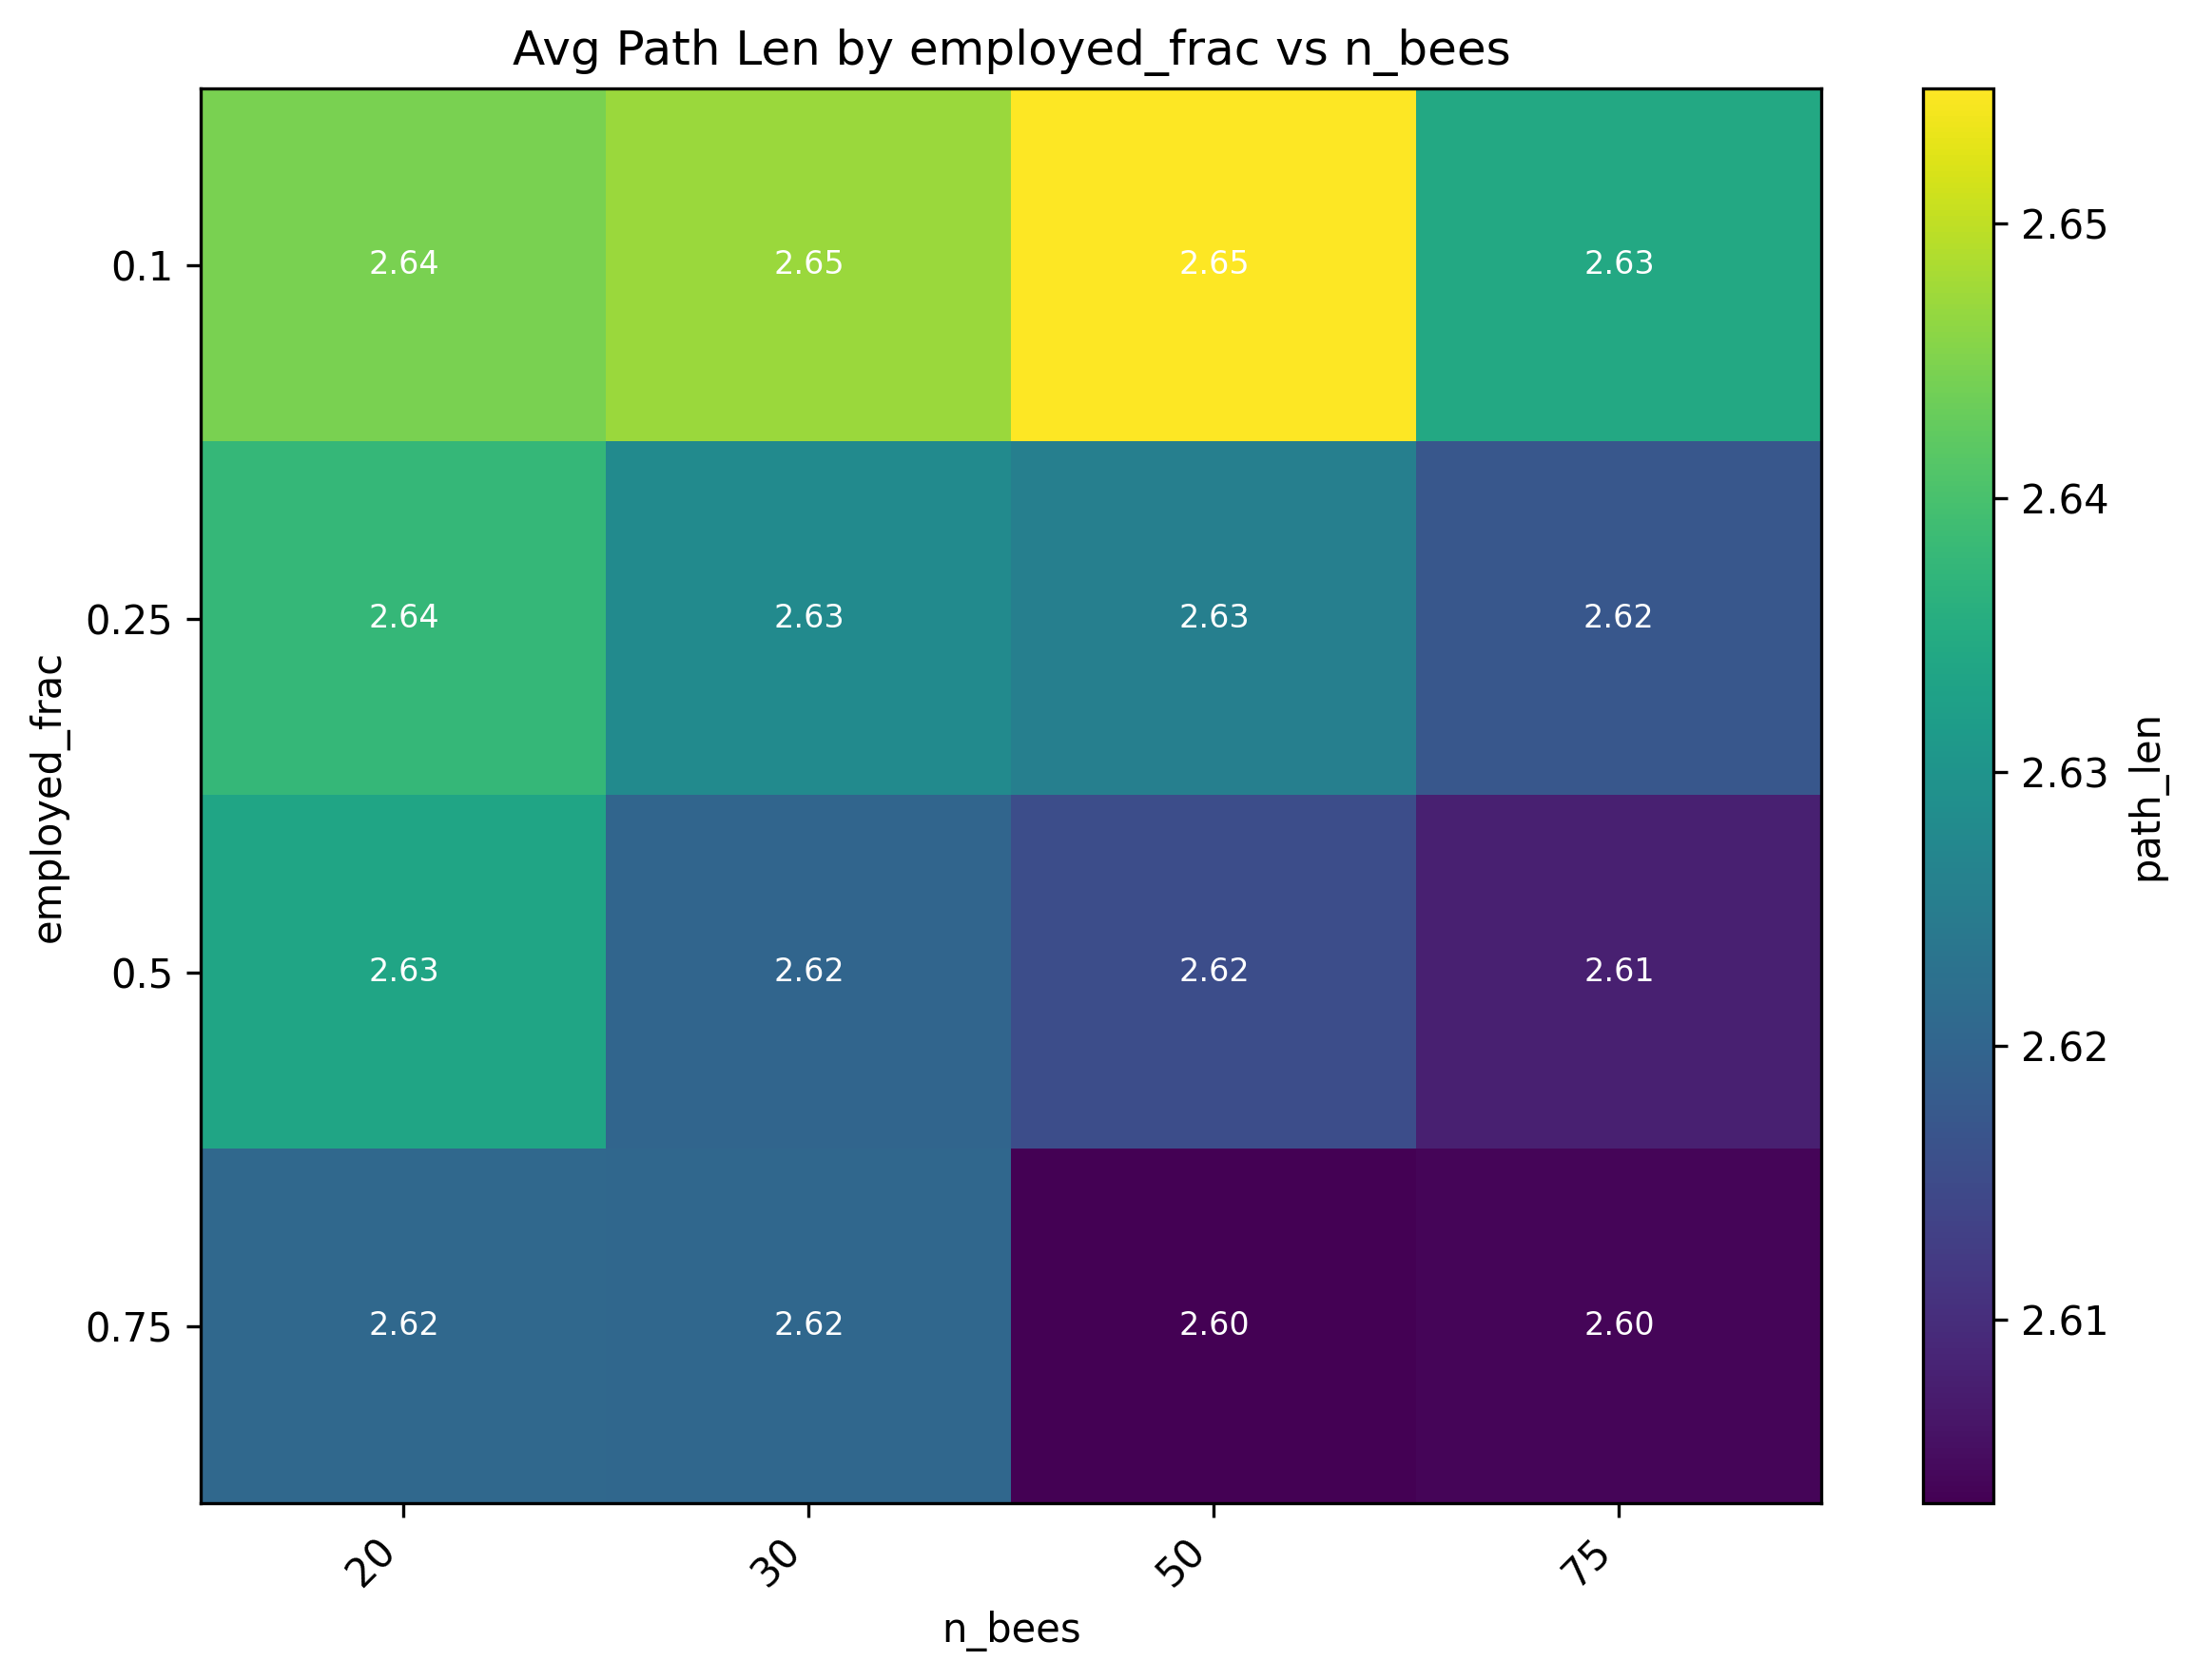 Avg Path Len by employed_frac vs n_bees
0.1 2.64 2.65 2.65 2.63
0.25 2.64 2.63 2.63 2.62
0.5 2.63 2.62 2.62 2.61
0.75 2.62 2.62 2.60 2.60
employed_frac
20 30 50 75
n_bees
2.65
2.64
2.63
2.62
2.61
path_len